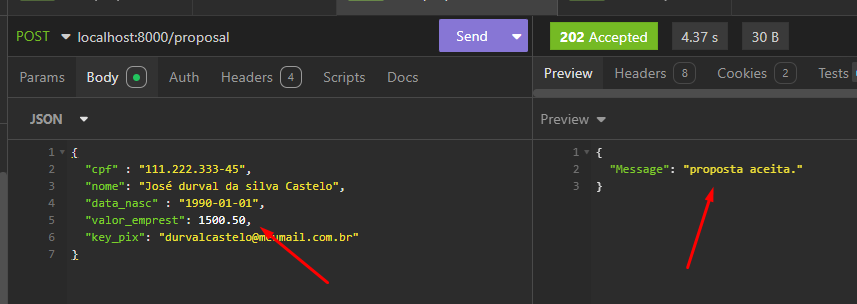 POST localhost:8000/proposal Send 202 Accepted 4.37 s 30 B
Params Body Auth Headers 4 Scripts Docs Preview Headers 8 Cookies 2 Tests
JSON Preview
1 {
2 "cpf" : "111.222.333-45",
3 "nome": "José durval da silva Castelo",
4 "data_nasc" : "1990-01-01",
5 "valor_emprest": 1500.50,
6 "key_pix": "durvalcastelo@meumail.com.br"
7 }
1 {
2 "Message": "proposta aceita."
3 }